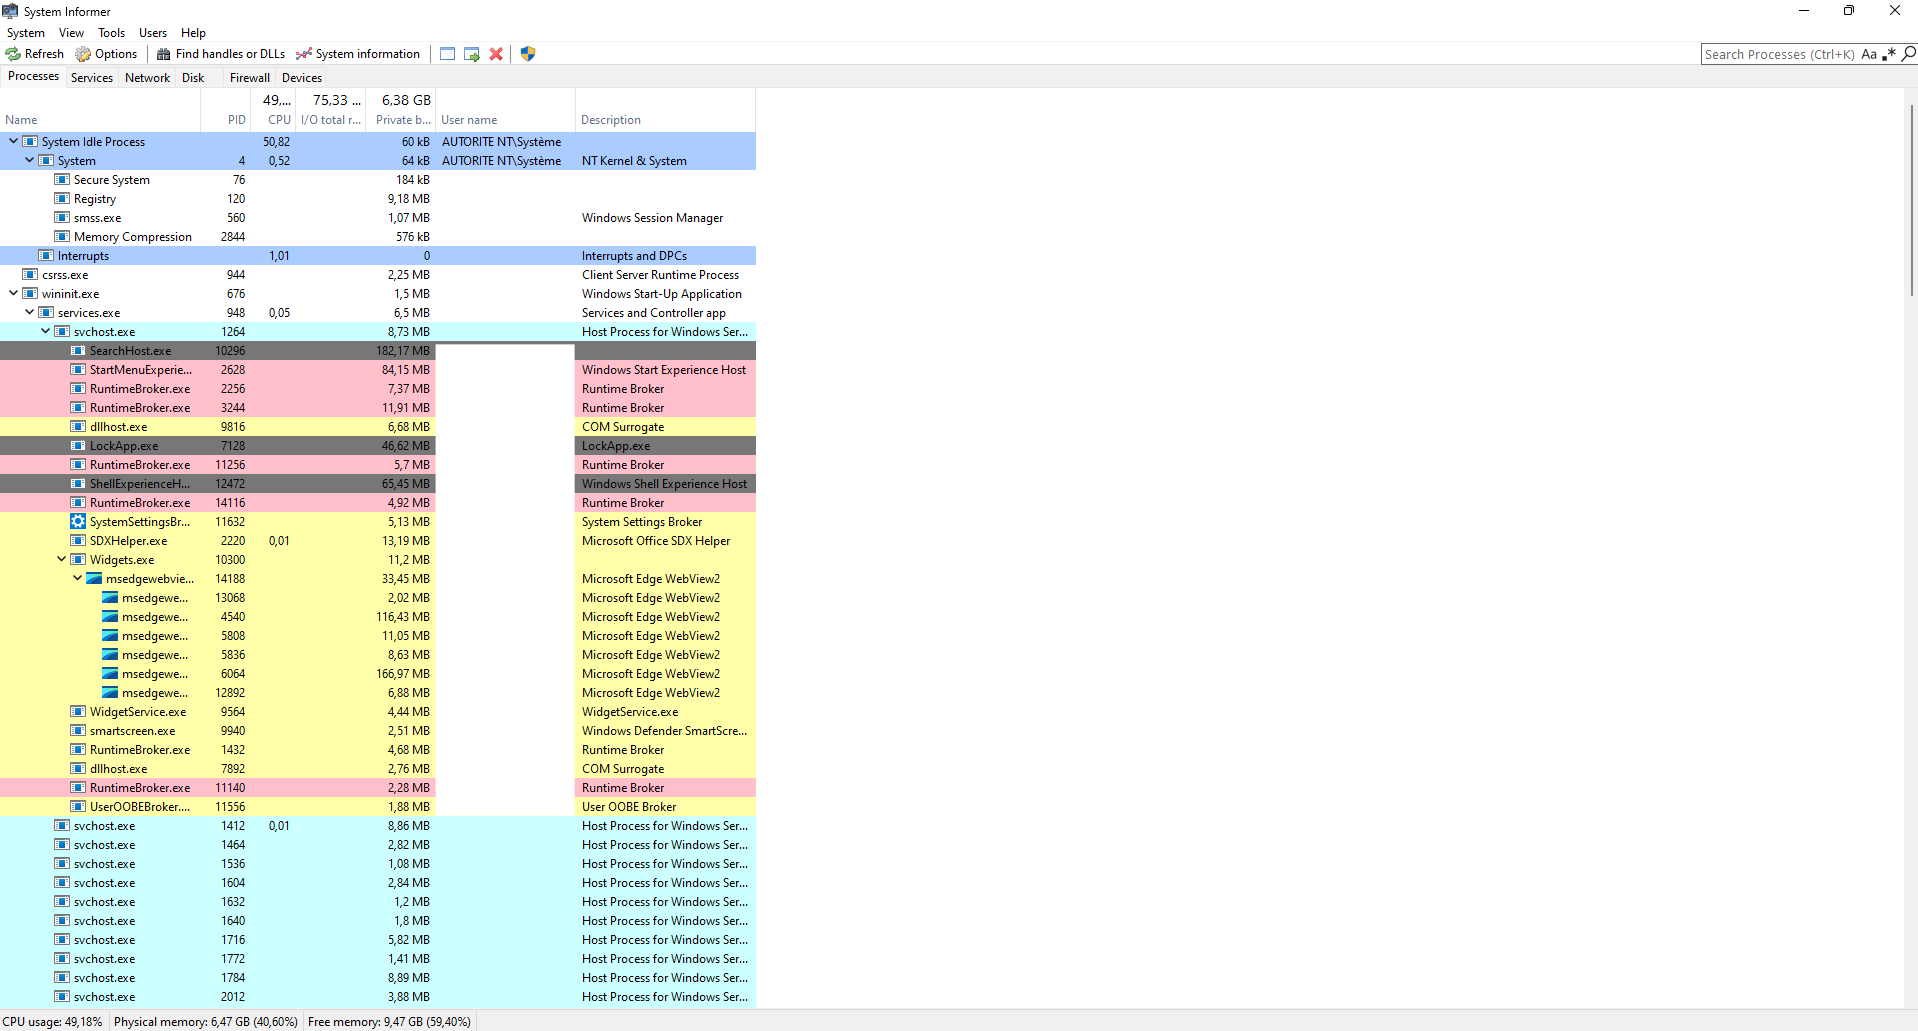 System Informer
System View Tools Users Help
Refresh Options Find handles or DLLs System information Search Processes (Ctrl+K) Aa .*
Processes Services Network Disk Firewall Devices
49,... 75,33 ... 6,38 GB
Name PID CPU I/O total r... Private b... User name Description
System Idle Process 50,82 60 kB AUTORITE NT\Système
System 4 0,52 64 kB AUTORITE NT\Système NT Kernel & System
Secure System 76 184 kB
Registry 120 9,18 MB
smss.exe 560 1,07 MB Windows Session Manager
Memory Compression 2844 576 kB
Interrupts 1,01 0 Interrupts and DPCs
csrss.exe 944 2,25 MB Client Server Runtime Process
wininit.exe 676 1,5 MB Windows Start-Up Application
services.exe 948 0,05 6,5 MB Services and Controller app
svchost.exe 1264 8,73 MB Host Process for Windows Ser...
SearchHost.exe 10296 182,17 MB
StartMenuExperie... 2628 84,15 MB Windows Start Experience Host
RuntimeBroker.exe 2256 7,37 MB Runtime Broker
RuntimeBroker.exe 3244 11,91 MB Runtime Broker
dllhost.exe 9816 6,68 MB COM Surrogate
LockApp.exe 7128 46,62 MB LockApp.exe
RuntimeBroker.exe 11256 5,7 MB Runtime Broker
ShellExperienceH... 12472 65,45 MB Windows Shell Experience Host
RuntimeBroker.exe 14116 4,92 MB Runtime Broker
SystemSettingsBr... 11632 5,13 MB System Settings Broker
SDXHelper.exe 2220 0,01 13,19 MB Microsoft Office SDX Helper
Widgets.exe 10300 11,2 MB
msedgewebvie... 14188 33,45 MB Microsoft Edge WebView2
msedgewe... 13068 2,02 MB Microsoft Edge WebView2
msedgewe... 4540 116,43 MB Microsoft Edge WebView2
msedgewe... 5808 11,05 MB Microsoft Edge WebView2
msedgewe... 5836 8,63 MB Microsoft Edge WebView2
msedgewe... 6064 166,97 MB Microsoft Edge WebView2
msedgewe... 12892 6,88 MB Microsoft Edge WebView2
WidgetService.exe 9564 4,44 MB WidgetService.exe
smartscreen.exe 9940 2,51 MB Windows Defender SmartScre...
RuntimeBroker.exe 1432 4,68 MB Runtime Broker
dllhost.exe 7892 2,76 MB COM Surrogate
RuntimeBroker.exe 11140 2,28 MB Runtime Broker
UserOOBEBroker.... 11556 1,88 MB User OOBE Broker
svchost.exe 1412 0,01 8,86 MB Host Process for Windows Ser...
svchost.exe 1464 2,82 MB Host Process for Windows Ser...
svchost.exe 1536 1,08 MB Host Process for Windows Ser...
svchost.exe 1604 2,84 MB Host Process for Windows Ser...
svchost.exe 1632 1,2 MB Host Process for Windows Ser...
svchost.exe 1640 1,8 MB Host Process for Windows Ser...
svchost.exe 1716 5,82 MB Host Process for Windows Ser...
svchost.exe 1772 1,41 MB Host Process for Windows Ser...
svchost.exe 1784 8,89 MB Host Process for Windows Ser...
svchost.exe 2012 3,88 MB Host Process for Windows Ser...
CPU usage: 49,18% Physical memory: 6,47 GB (40,60%) Free memory: 9,47 GB (59,40%)